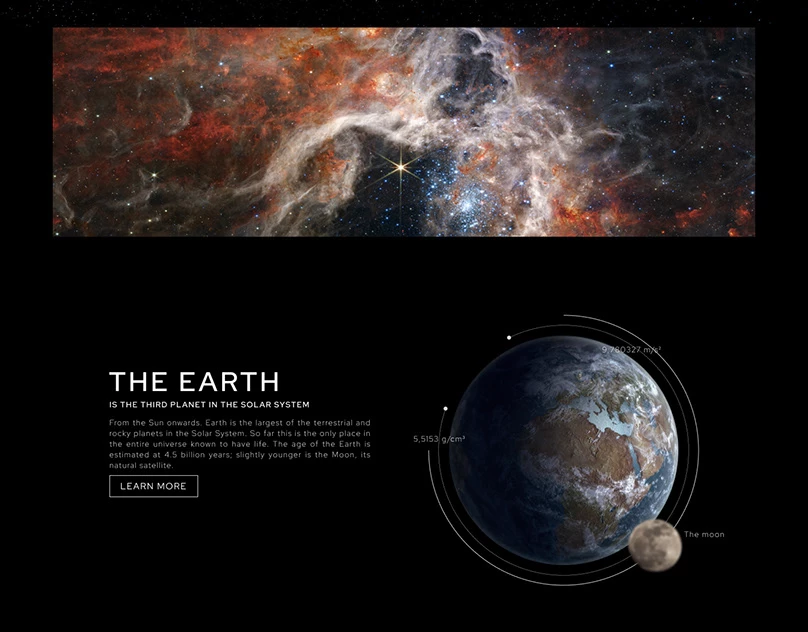 THE EARTH
IS THE THIRD PLANET IN THE SOLAR SYSTEM
From the Sun onwards. Earth is the largest of the terrestrial and
rocky planets in the Solar System. So far this is the only place in
the entire universe known to have life. The age of the Earth is
estimated at 4.5 billion years; slightly younger is the Moon, its
natural satellite.
LEARN MORE
9,780327 m/s²
5,5153 g/cm³
The moon